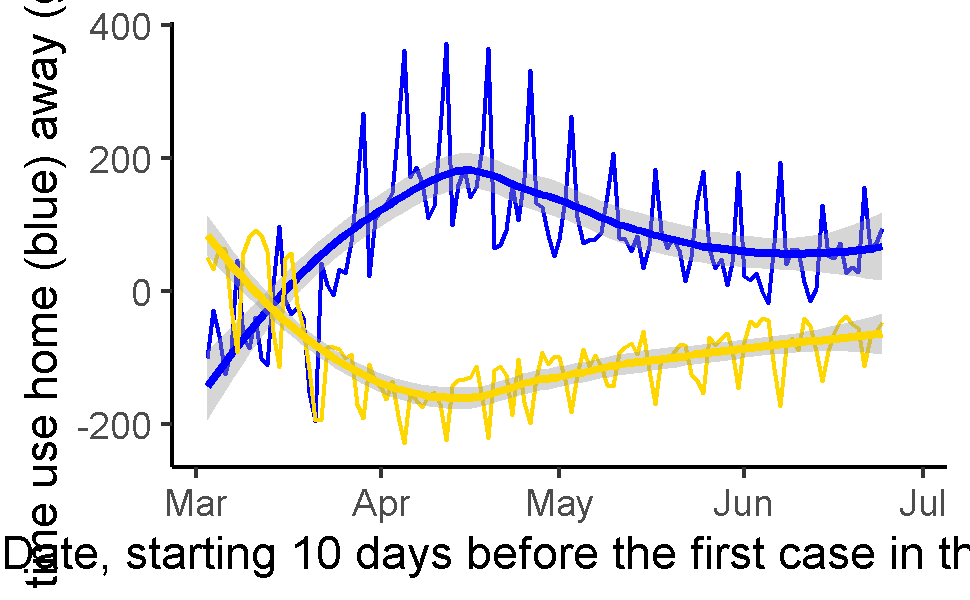 time use home (blue) away (
400
200
0
-200
Mar Apr May Jun Jul
Date, starting 10 days before the first case in th